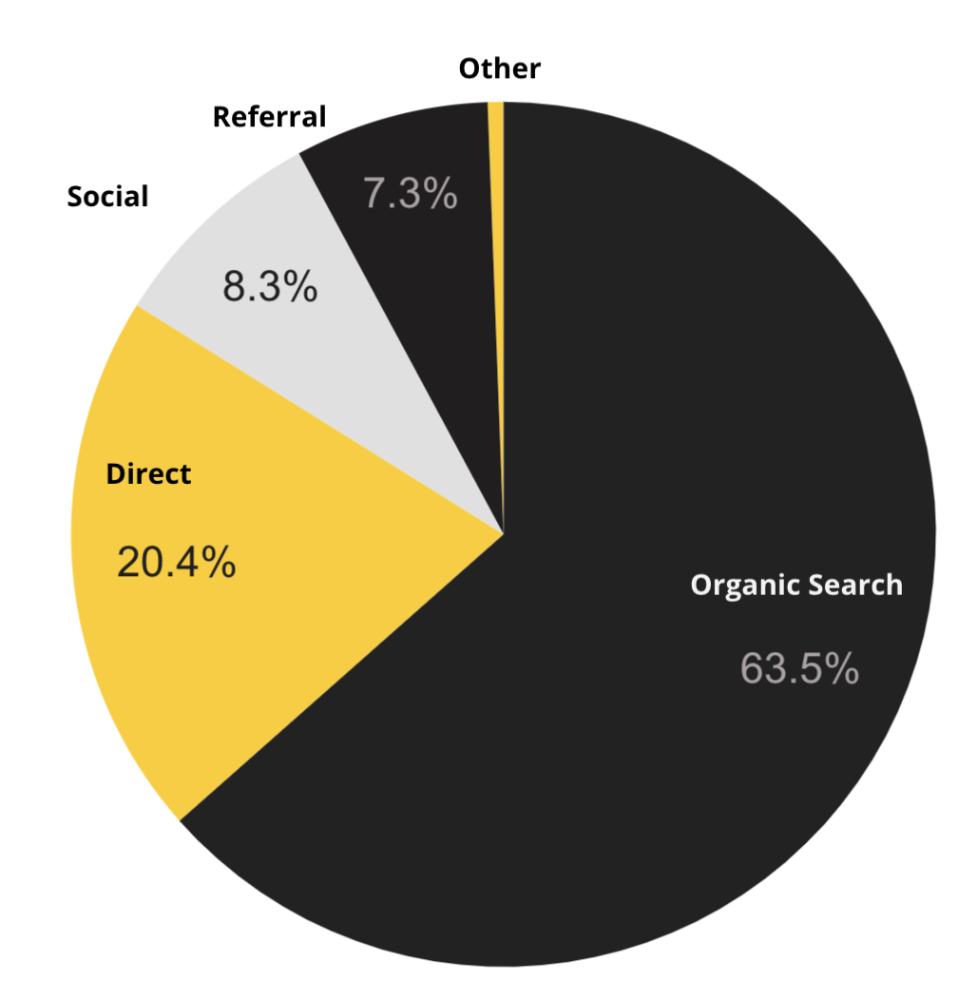 Other
Referral
7.3%
Social
8.3%
Direct
20.4%
Organic Search
63.5%